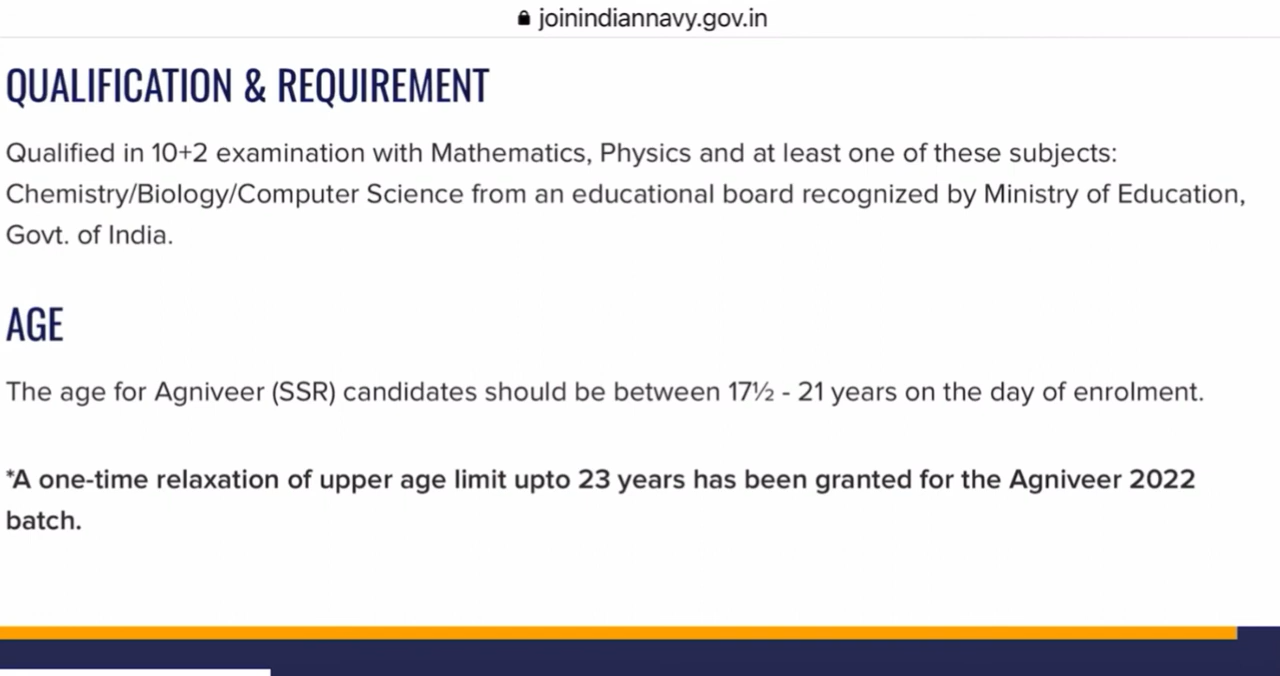 joinindiannavy.gov.in
QUALIFICATION & REQUIREMENT
Qualified in 10+2 examination with Mathematics, Physics and at least one of these subjects:
Chemistry/Biology/Computer Science from an educational board recognized by Ministry of Education,
Govt. of India.
AGE
The age for Agniveer (SSR) candidates should be between 17½ - 21 years on the day of enrolment.
*A one-time relaxation of upper age limit upto 23 years has been granted for the Agniveer 2022
batch.